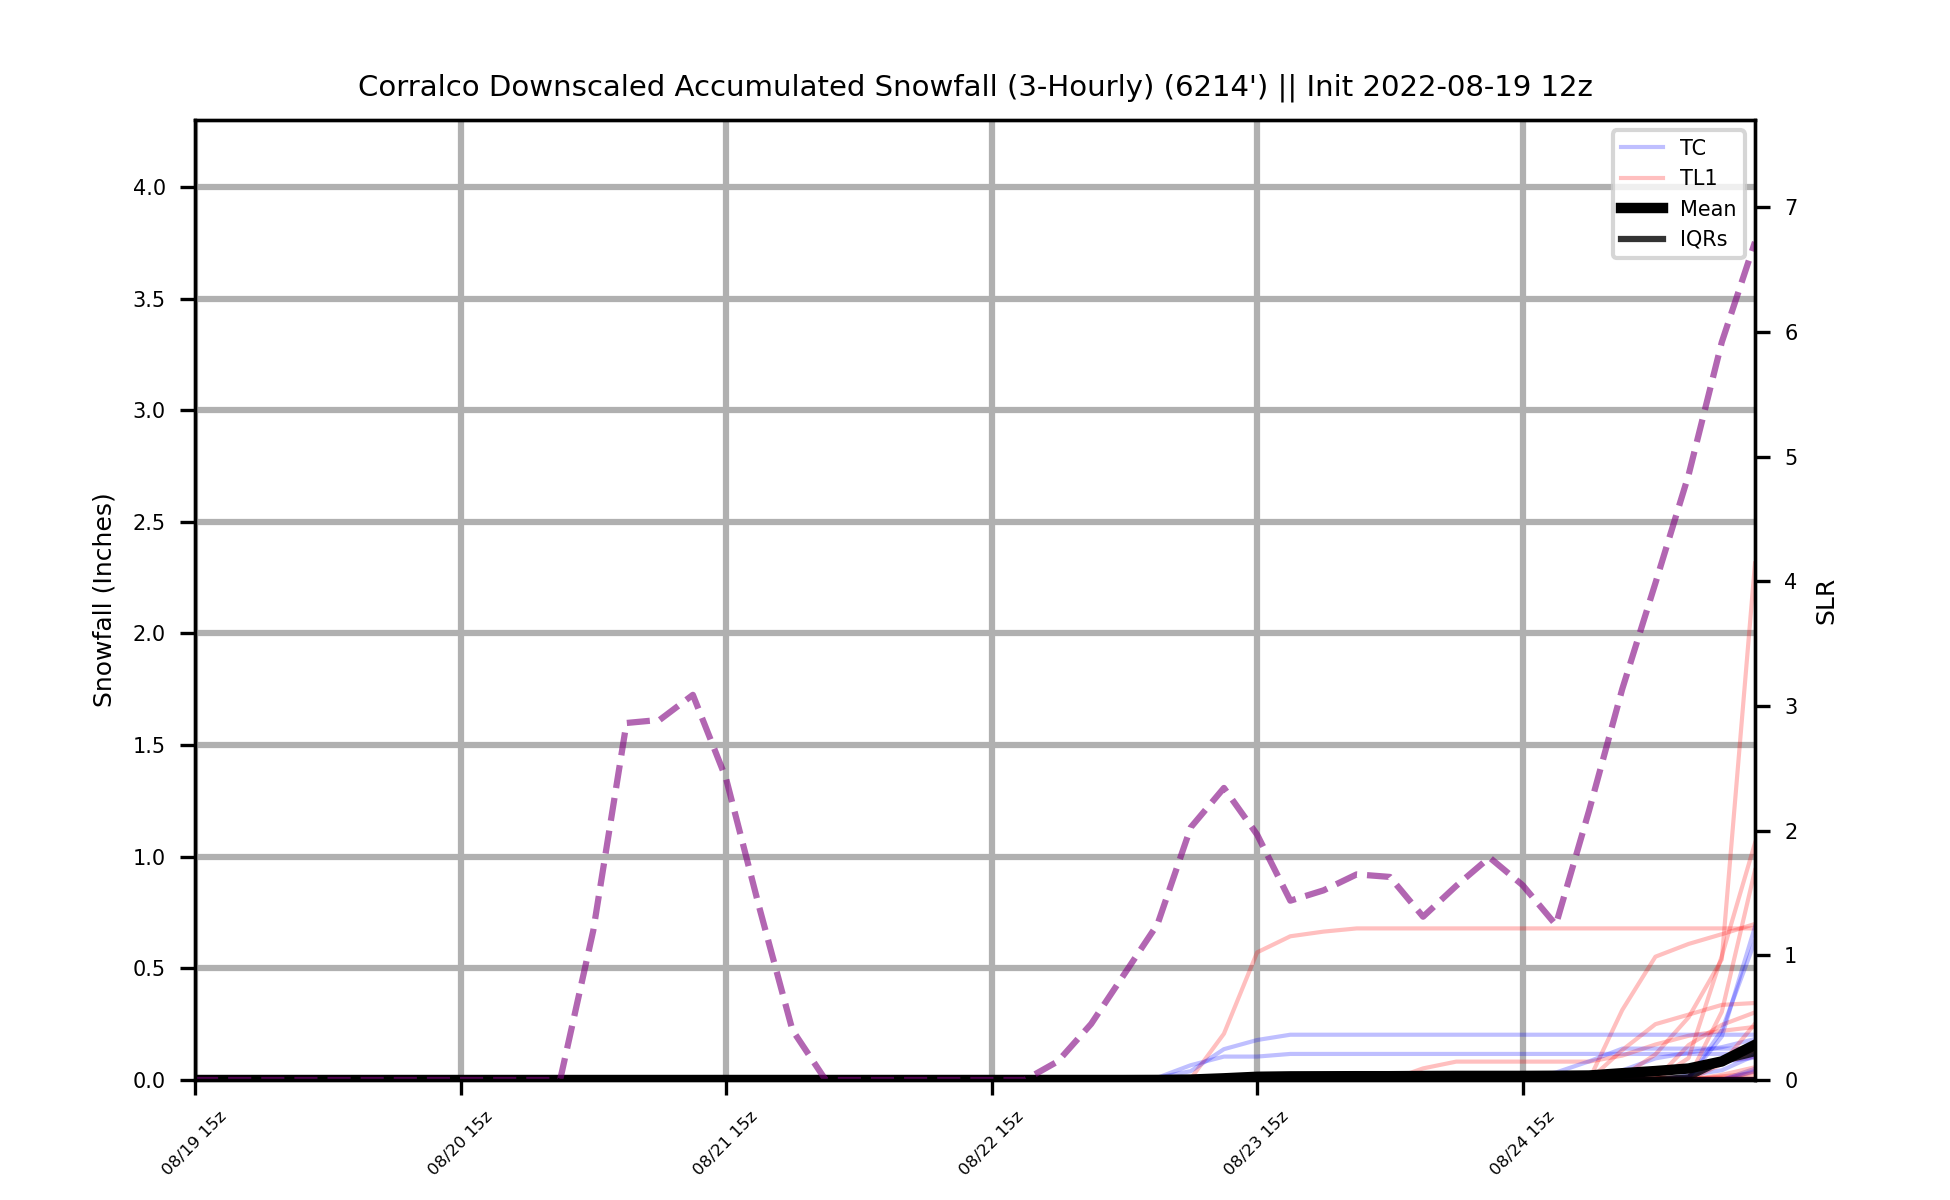 Corralco Downscaled Accumulated Snowfall (3-Hourly) (6214') || Init 2022-08-19 12z
TC
TL1
Mean
IQRs
Snowfall (Inches)
4.0
3.5
3.0
2.5
2.0
1.5
1.0
0.5
0.0
7
6
5
4
3
2
1
0
SLR
08/19 15z
08/20 15z
08/21 15z
08/22 15z
08/23 15z
08/24 15z